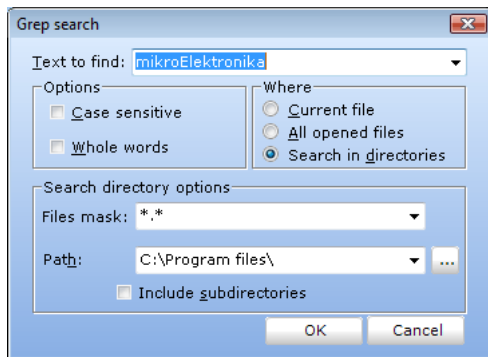 Grep search
Text to find: mikroElektronika
Options
Case sensitive
Whole words
Where
Current file
All opened files
Search in directories
Search directory options
Files mask: *.*
Path: C:\Program files\ ...
Include subdirectories
OK Cancel